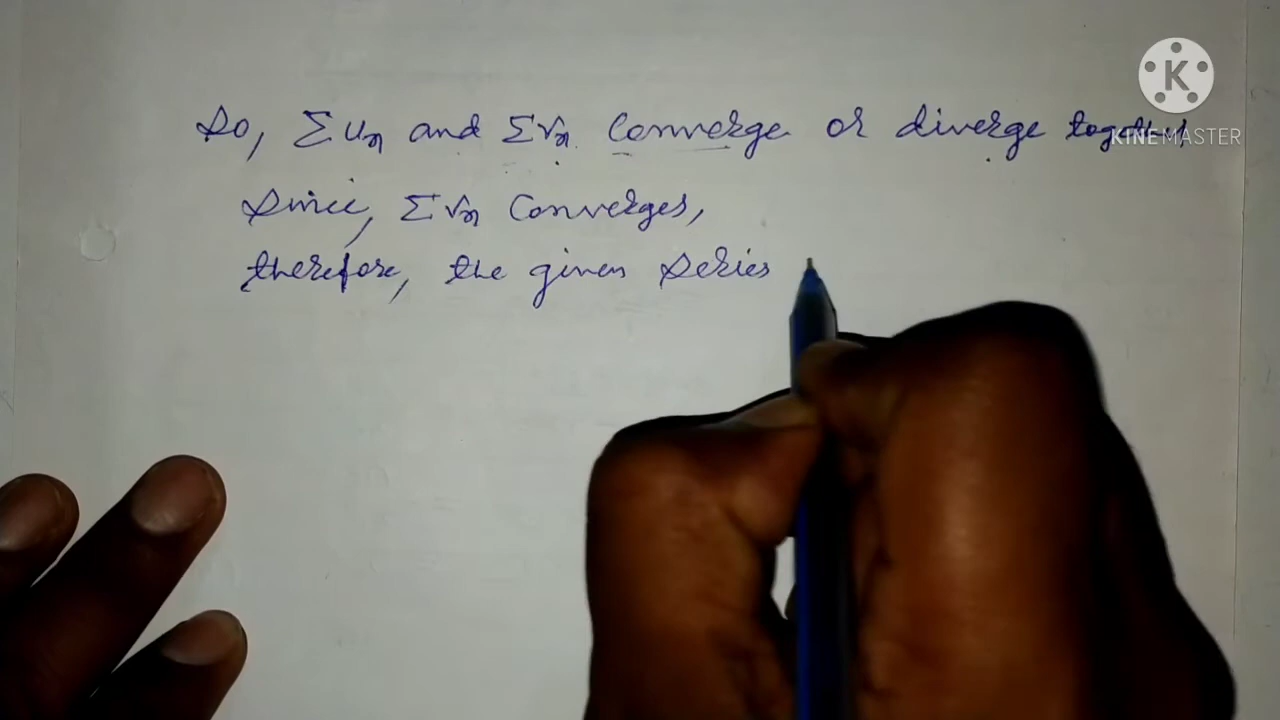 So, Σuₙ and Σvₙ converge or diverge together,
Since, Σvₙ converges,
therefore, the given series
K
KINEMASTER